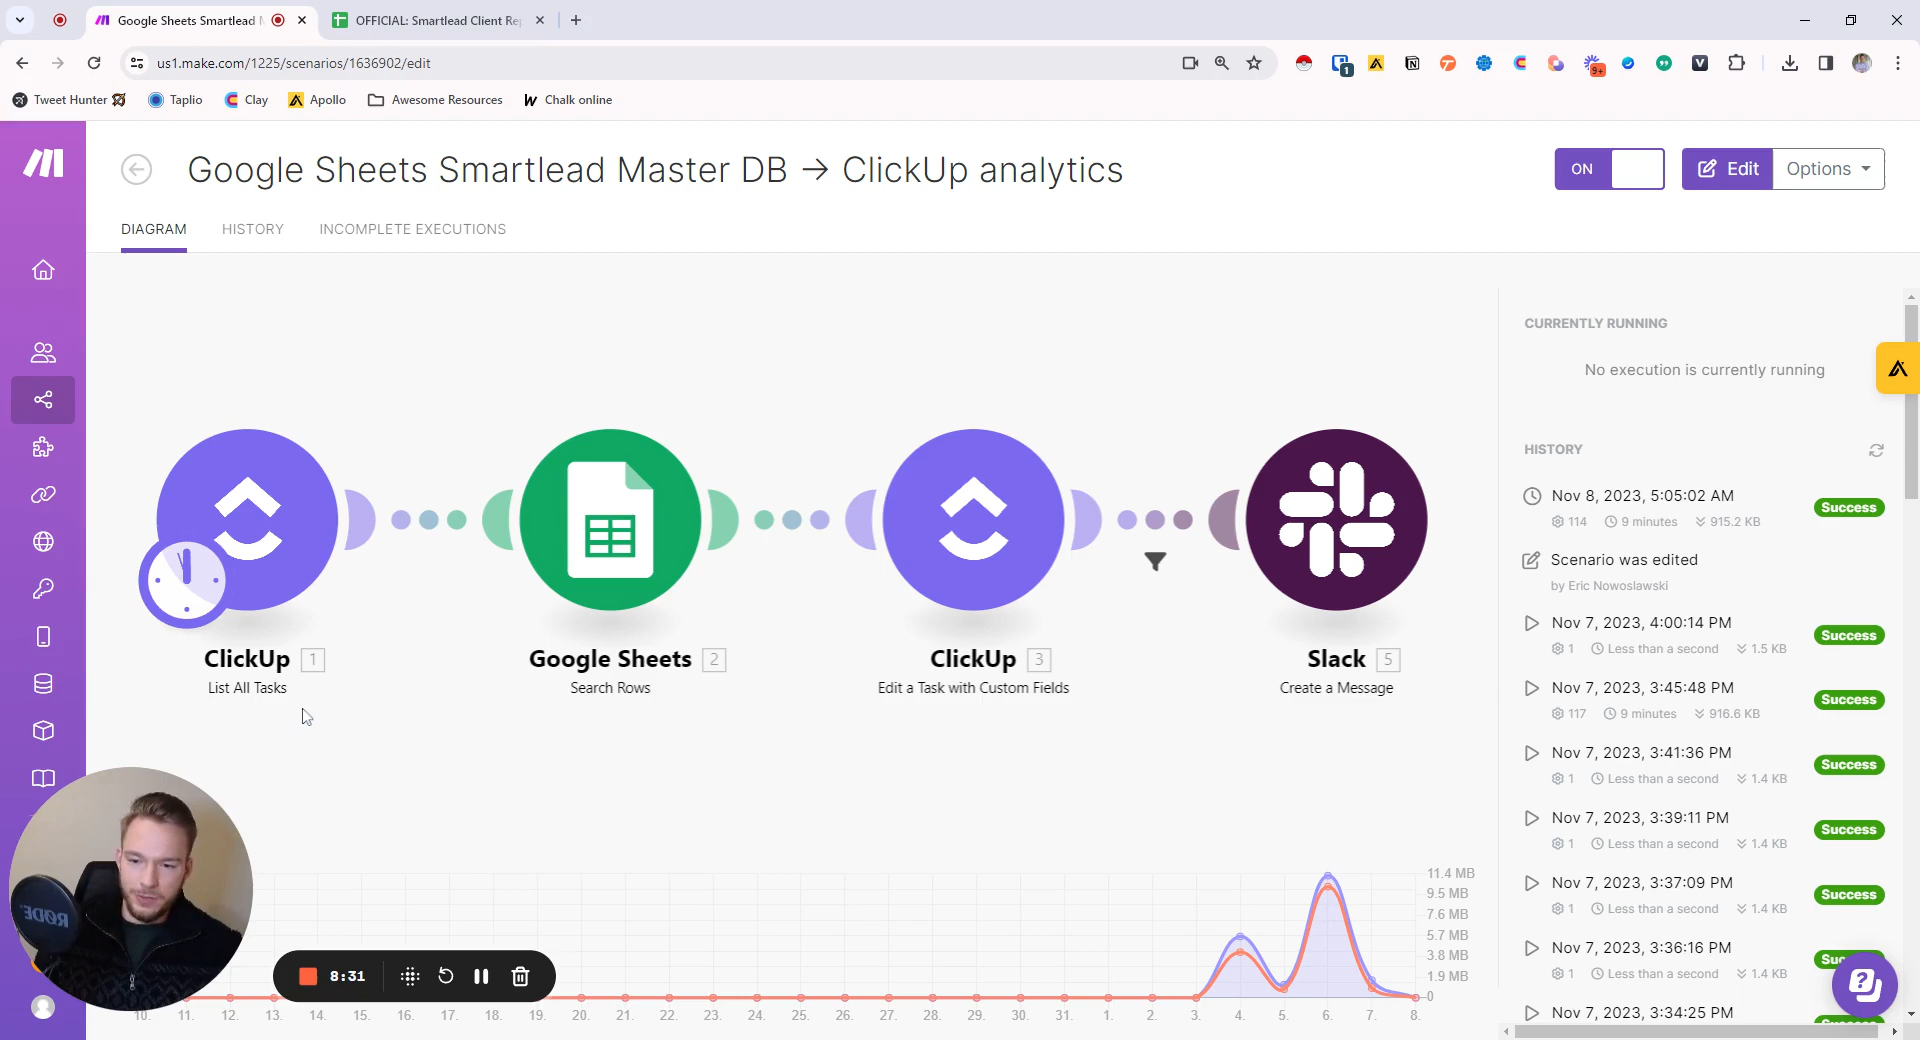 Google Sheets Smartlead M
OFFICIAL: Smartlead Client Re
us1.make.com/1225/scenarios/1636902/edit
1
9+
V
Tweet Hunter
Taplio
Clay
Apollo
Awesome Resources
Chalk online
Google Sheets Smartlead Master DB → ClickUp analytics
ON
Edit
Options
DIAGRAM
HISTORY
INCOMPLETE EXECUTIONS
CURRENTLY RUNNING
No execution is currently running
HISTORY
Nov 8, 2023, 5:05:02 AM
Success
114
9 minutes
915.2 KB
Scenario was edited
by Eric Nowoslawski
Nov 7, 2023, 4:00:14 PM
Success
1
Less than a second
1.5 KB
Nov 7, 2023, 3:45:48 PM
Success
117
9 minutes
916.6 KB
Nov 7, 2023, 3:41:36 PM
Success
1
Less than a second
1.4 KB
Nov 7, 2023, 3:39:11 PM
Success
1
Less than a second
1.4 KB
Nov 7, 2023, 3:37:09 PM
Success
1
Less than a second
1.4 KB
Nov 7, 2023, 3:36:16 PM
Suc
1
Less than a second
1.4 KB
Nov 7, 2023, 3:34:25 PM
ClickUp 1
List All Tasks
Google Sheets 2
Search Rows
ClickUp 3
Edit a Task with Custom Fields
Slack 5
Create a Message
11.4 MB
9.5 MB
7.6 MB
5.7 MB
3.8 MB
1.9 MB
0
10. 11. 12. 13. 14. 15. 16. 17. 18. 19. 20. 21. 22. 23. 24. 25. 26. 27. 28. 29. 30. 31. 1. 2. 3. 4. 5. 6. 7. 8.
RØDE
8:31